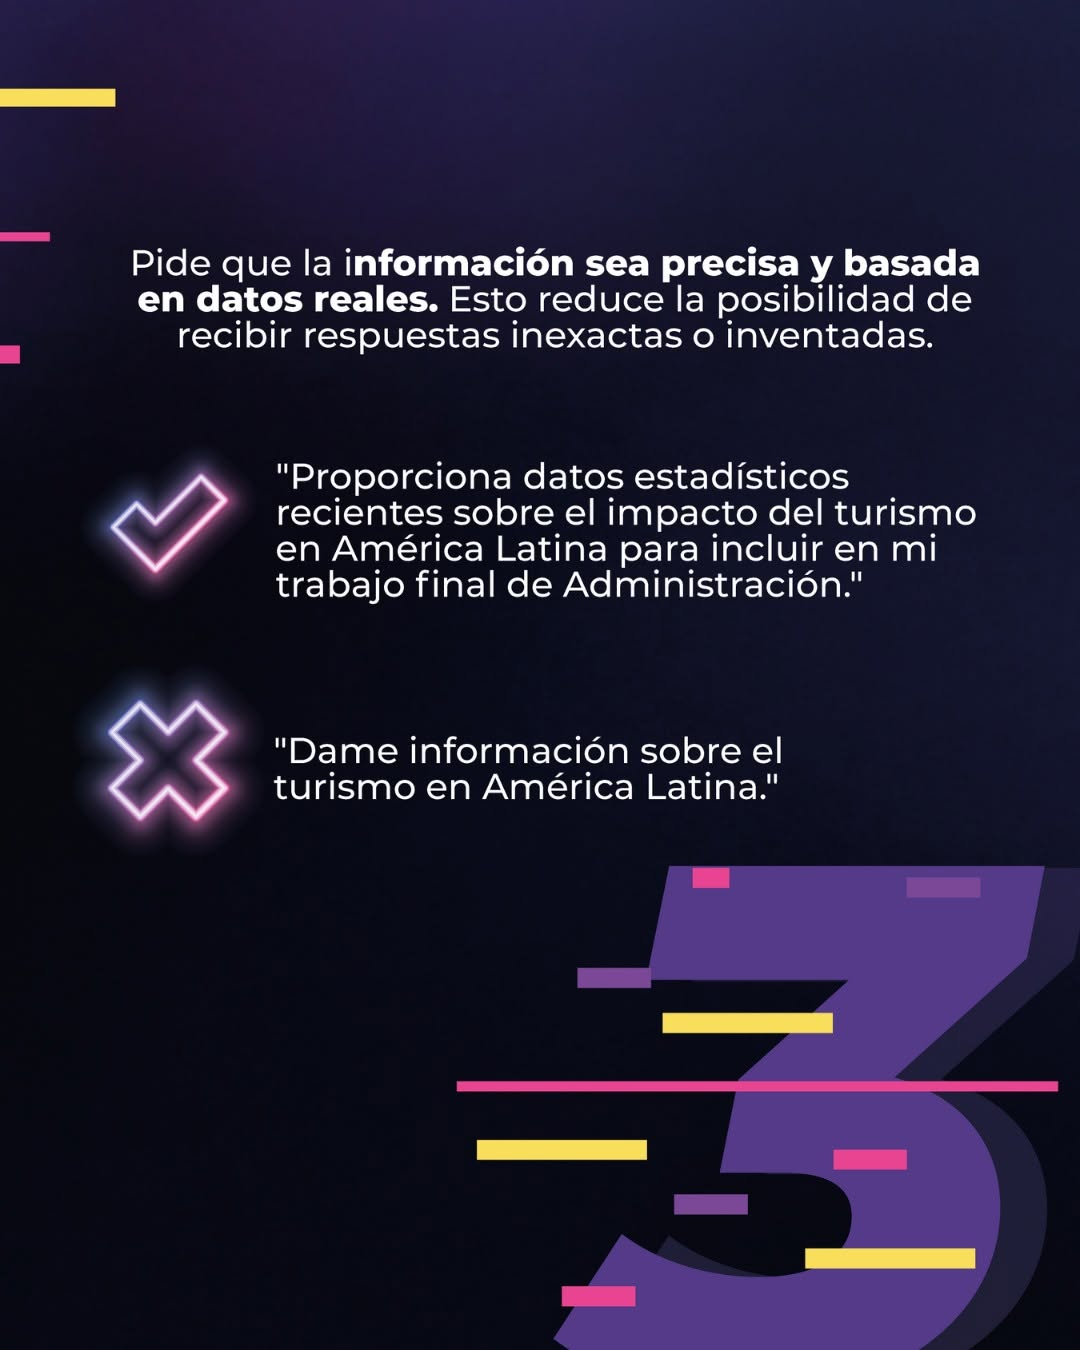 Pide que la información sea precisa y basada
en datos reales. Esto reduce la posibilidad de
recibir respuestas inexactas o inventadas.
"Proporciona datos estadísticos
recientes sobre el impacto del turismo
en América Latina para incluir en mi
trabajo final de Administración."
"Dame información sobre el
turismo en América Latina."
3